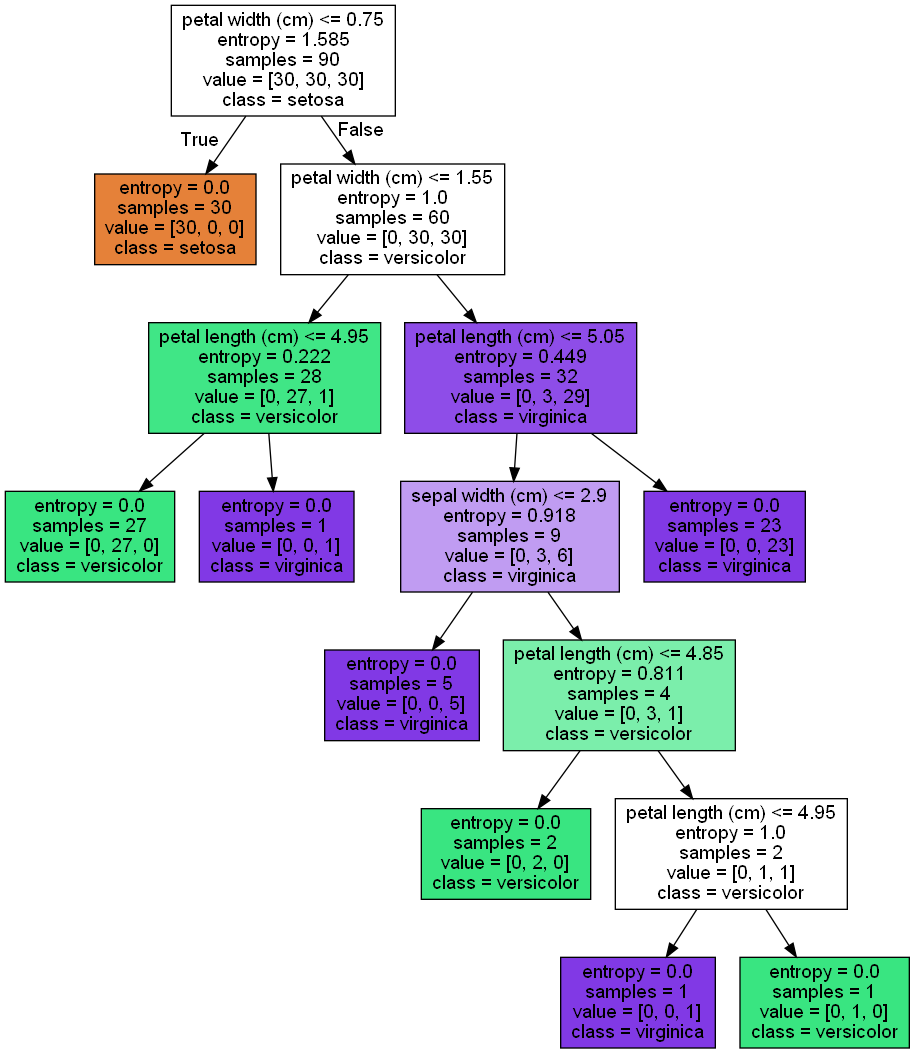 petal width (cm) <= 0.75
entropy = 1.585
samples = 90
value = [30, 30, 30]
class = setosa
True
False
entropy = 0.0
samples = 30
value = [30, 0, 0]
class = setosa
petal width (cm) <= 1.55
entropy = 1.0
samples = 60
value = [0, 30, 30]
class = versicolor
petal length (cm) <= 4.95
entropy = 0.222
samples = 28
value = [0, 27, 1]
class = versicolor
petal length (cm) <= 5.05
entropy = 0.449
samples = 32
value = [0, 3, 29]
class = virginica
entropy = 0.0
samples = 27
value = [0, 27, 0]
class = versicolor
entropy = 0.0
samples = 1
value = [0, 0, 1]
class = virginica
sepal width (cm) <= 2.9
entropy = 0.918
samples = 9
value = [0, 3, 6]
class = virginica
entropy = 0.0
samples = 23
value = [0, 0, 23]
class = virginica
entropy = 0.0
samples = 5
value = [0, 0, 5]
class = virginica
petal length (cm) <= 4.85
entropy = 0.811
samples = 4
value = [0, 3, 1]
class = versicolor
entropy = 0.0
samples = 2
value = [0, 2, 0]
class = versicolor
petal length (cm) <= 4.95
entropy = 1.0
samples = 2
value = [0, 1, 1]
class = versicolor
entropy = 0.0
samples = 1
value = [0, 0, 1]
class = virginica
entropy = 0.0
samples = 1
value = [0, 1, 0]
class = versicolor